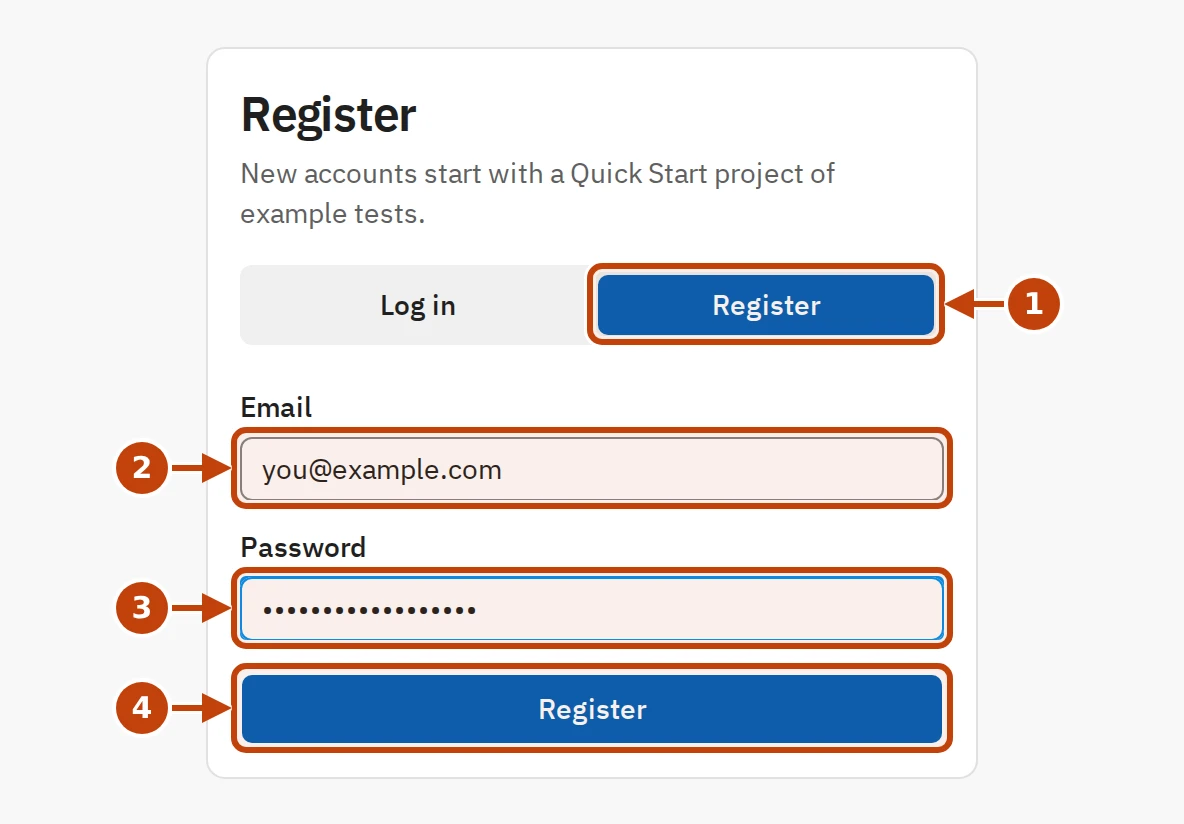 Register
New accounts start with a Quick Start project of
example tests.
Log in
Register
1
Email
2
you@example.com
Password
3
••••••••••••••••••
4
Register